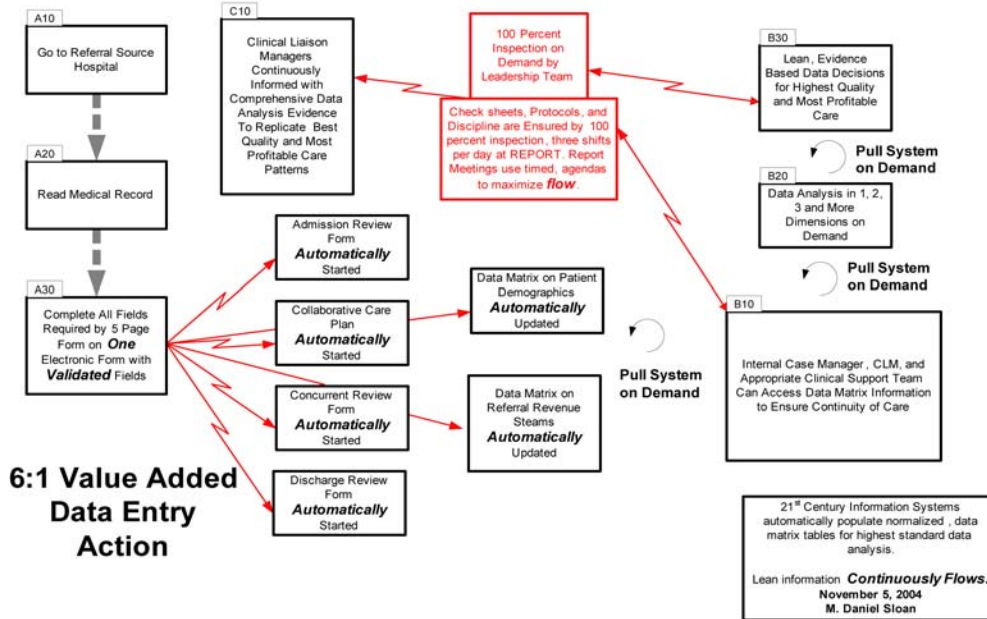 A10
Go to Referral Source
Hospital
A20
Read Medical Record
A30
Complete All Fields
Required by 5 Page
Form on One
Electronic Form with
Validated Fields
6:1 Value Added
Data Entry
Action
C10
Clinical Liaison
Managers
Continuously
Informed with
Comprehensive Data
Analysis Evidence
To Replicate Best
Quality and Most
Profitable Care
Patterns
Admission Review
Form
Automatically
Started
Collaborative Care
Plan
Automatically
Started
Concurrent Review
Form
Automatically
Started
Discharge Review
Form
Automatically
Started
100 Percent
Inspection on
Demand by
Leadership Team
Check sheets, Protocols, and
Discipline are Ensured by 100
percent inspection, three shifts
per day at REPORT. Report
Meetings use timed, agendas
to maximize flow.
Data Matrix on Patient
Demographics
Automatically
Updated
Data Matrix on
Referral Revenue
Steams
Automatically
Updated
Pull System
on Demand
B30
Lean, Evidence
Based Data Decisions
for Highest Quality
and Most Profitable
Care
Pull System
on Demand
B20
Data Analysis in 1, 2,
3 and More
Dimensions on
Demand
Pull System
on Demand
B10
Internal Case Manager, CLM, and
Appropriate Clinical Support Team
Can Access Data Matrix Information
to Ensure Continuity of Care
21st Century Information Systems
automatically populate normalized, data
matrix tables for highest standard data
analysis.
Lean information Continuously Flows.
November 5, 2004
M. Daniel Sloan